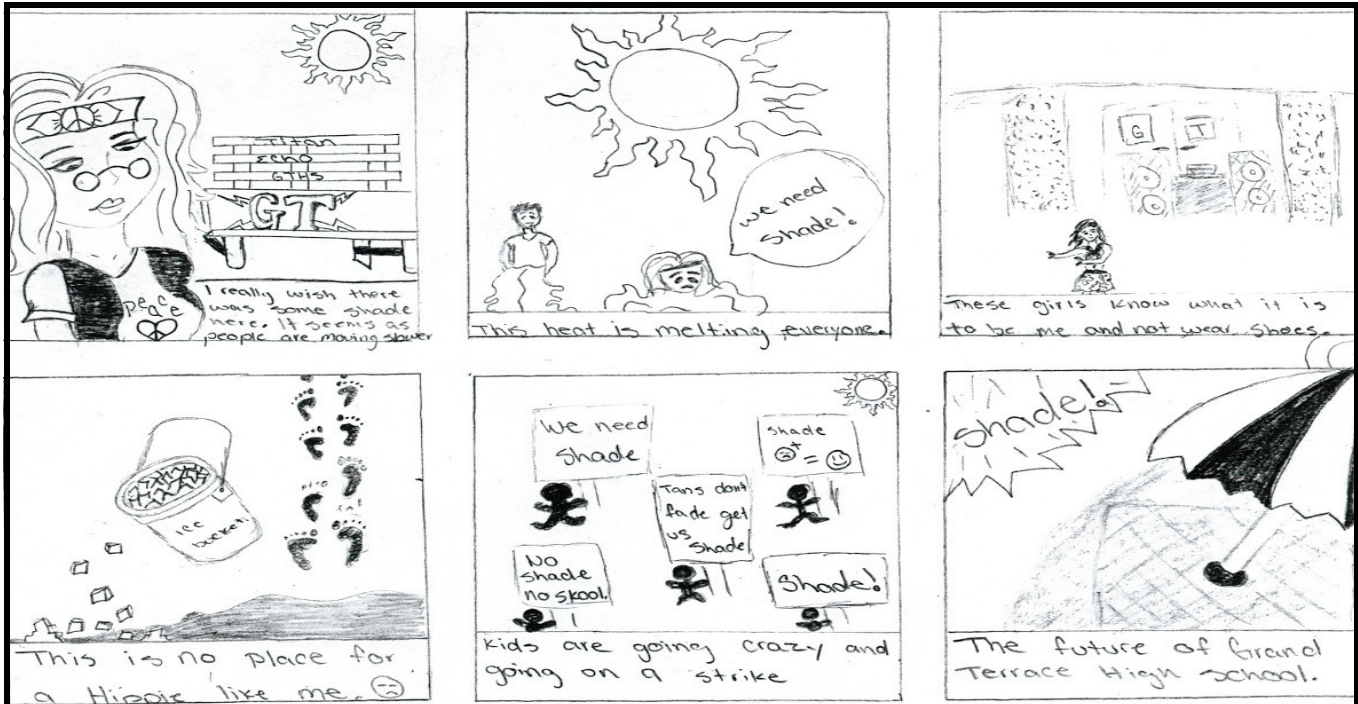 Titan
Echo
GTHS
GT
peace
I really wish there
was some shade
here. It seems as
people are moving slower
we need
shade!
This heat is melting everyone.
G T
These girls know what it is
to be me and not wear shoes.
ice
bucket
This is no place for
a Hippie like me.
We need
Shade
Shade
+ =
Tans dont
fade get
us
Shade
No
shade
no skool.
Shade!
Kids are going crazy and
going on a strike
Shade!
The future of Grand
Terrace High school.